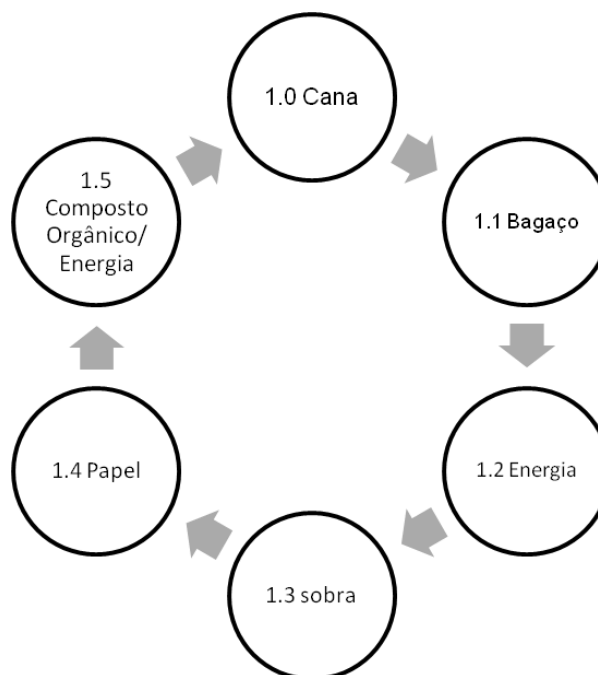 1.0 Cana
1.1 Bagaço
1.2 Energia
1.3 sobra
1.4 Papel
1.5
Composto
Orgânico/
Energia